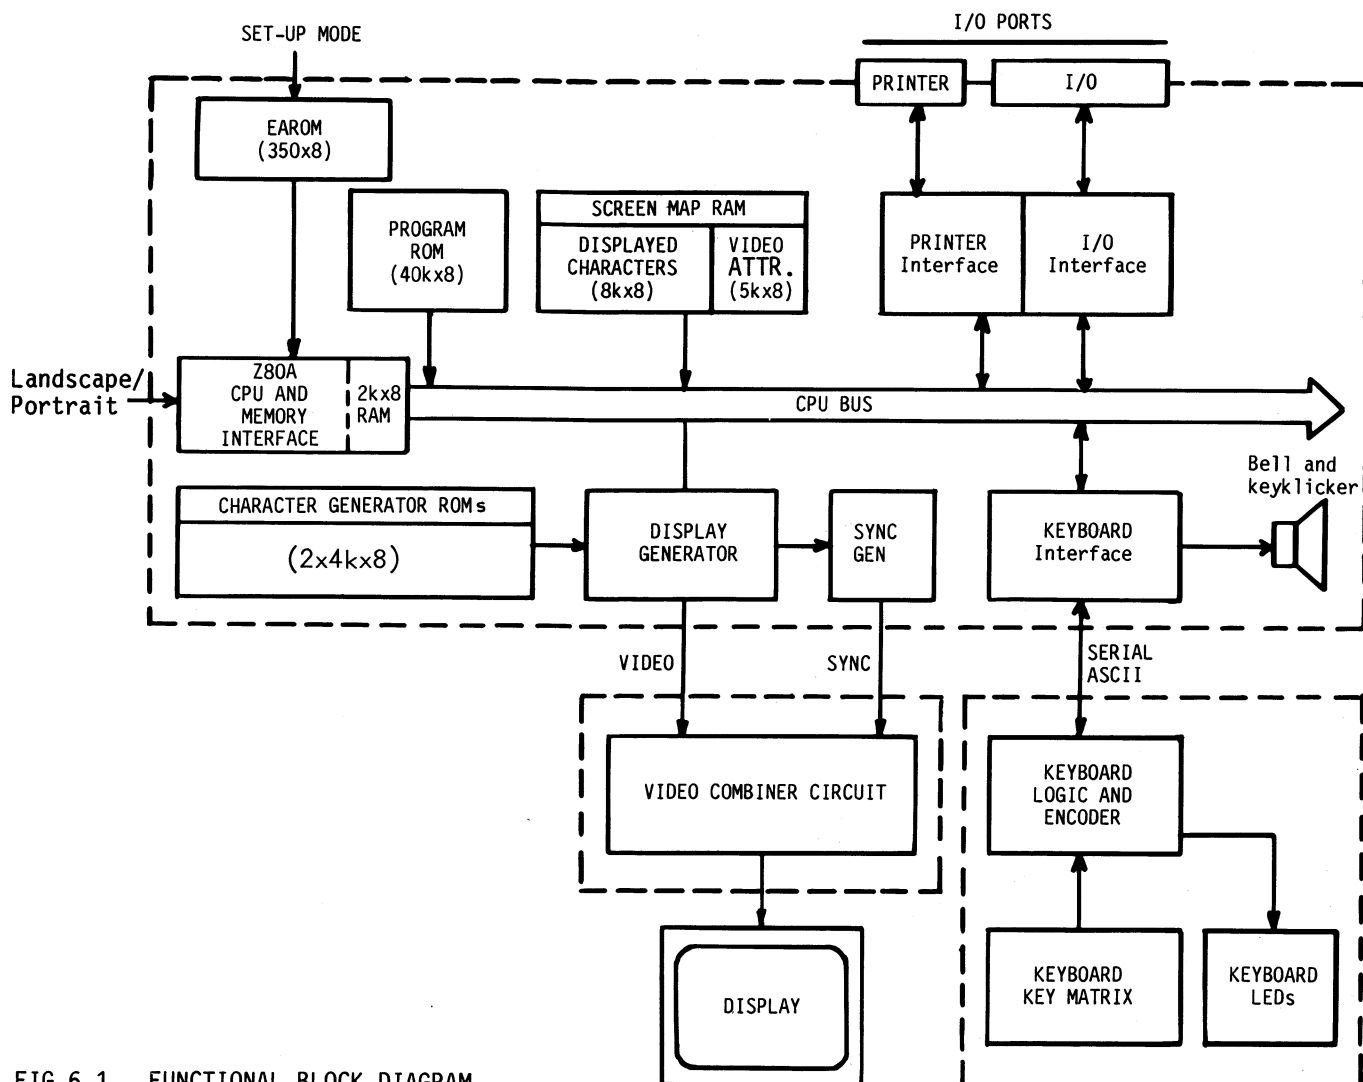 I/O PORTS
SET-UP MODE
PRINTER
I/O
EAROM
(350x8)
SCREEN MAP RAM
PROGRAM
ROM
(40kx8)
DISPLAYED
CHARACTERS
(8kx8)
VIDEO
ATTR.
(5kx8)
PRINTER
Interface
I/O
Interface
Landscape/
Portrait
Z80A
CPU AND
MEMORY
INTERFACE
2kx8
RAM
CPU BUS
Bell and
keyklicker
CHARACTER GENERATOR ROMs
(2x4kx8)
DISPLAY
GENERATOR
SYNC
GEN
KEYBOARD
Interface
VIDEO
SYNC
SERIAL
ASCII
VIDEO COMBINER CIRCUIT
KEYBOARD
LOGIC AND
ENCODER
DISPLAY
KEYBOARD
KEY MATRIX
KEYBOARD
LEDs
FIG 6.1 FUNCTIONAL BLOCK DIAGRAM